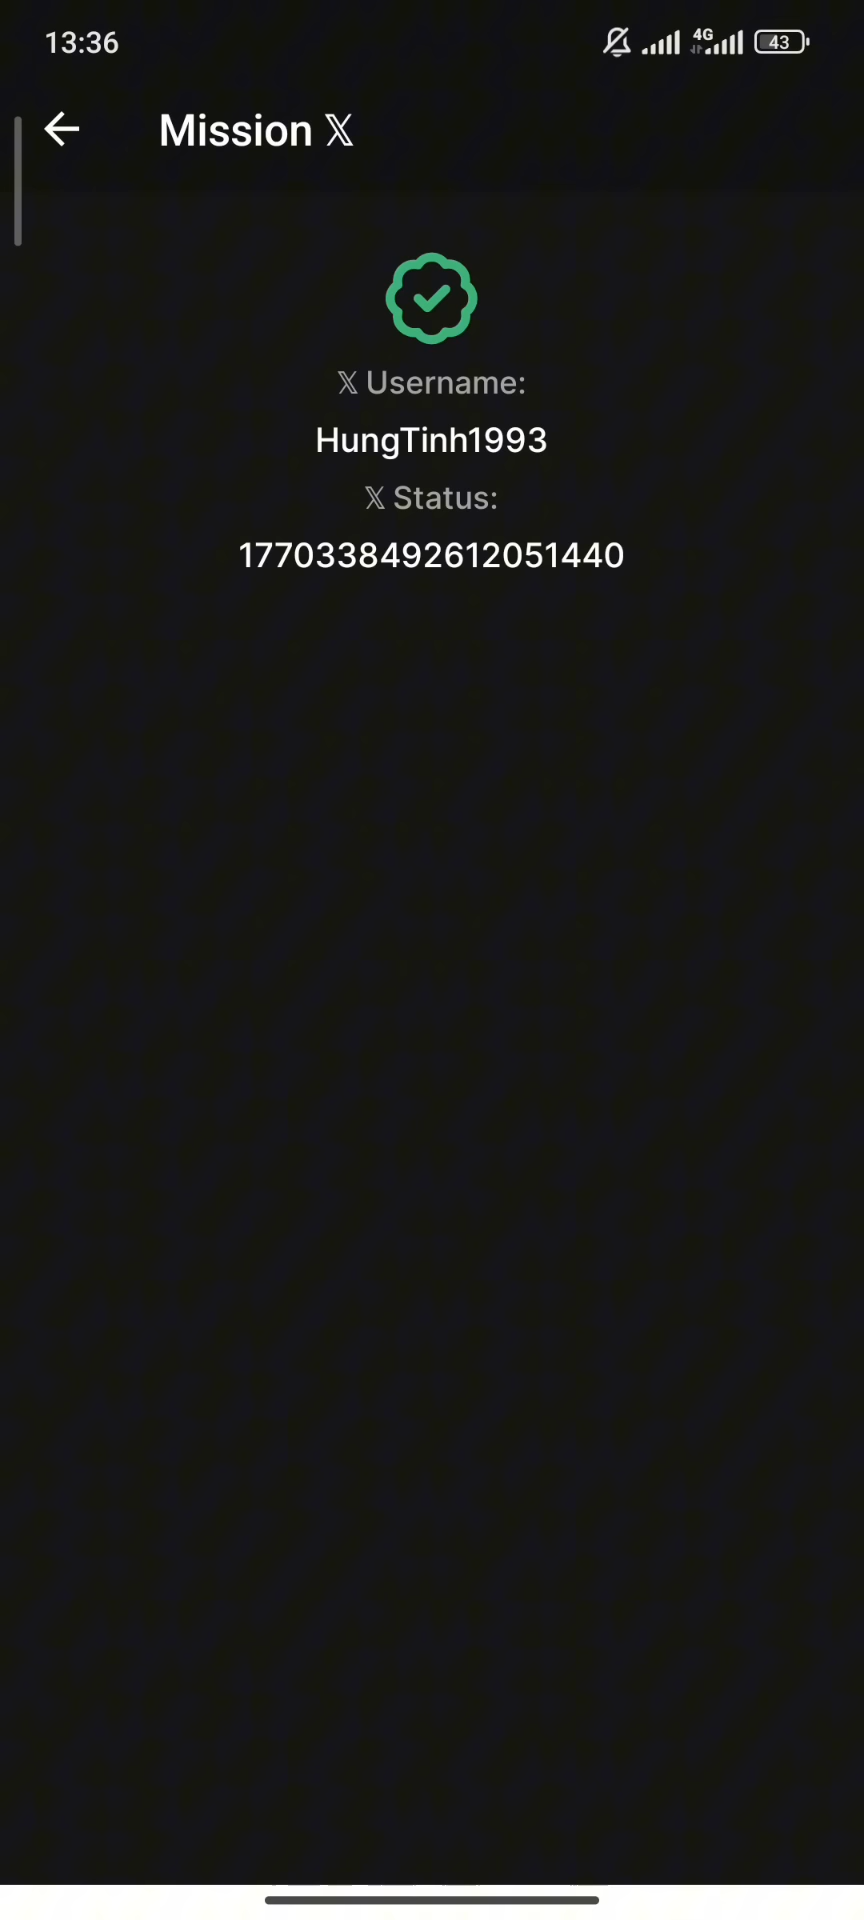 13:36
4G
43
Mission 𝕏
𝕏 Username:
HungTinh1993
𝕏 Status:
1770338492612051440